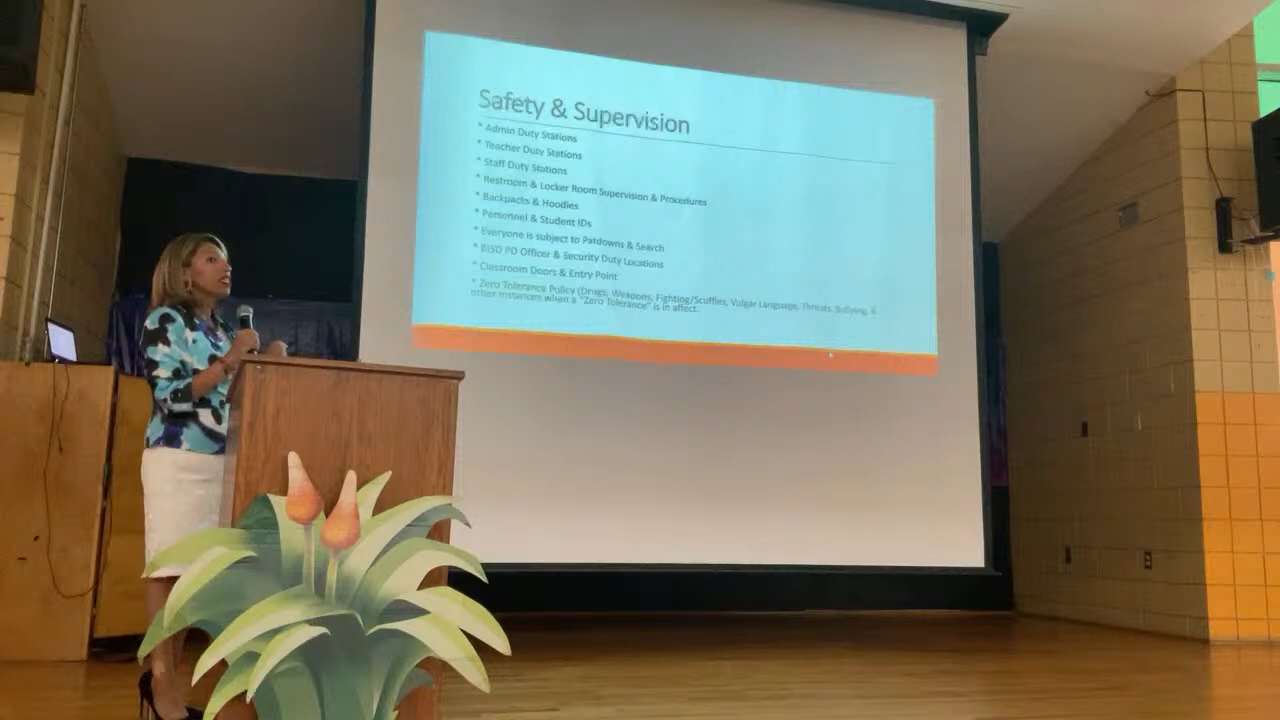 Safety & Supervision
* Admin Duty Stations
* Teacher Duty Stations
* Staff Duty Stations
* Restroom & Locker Room Supervision & Procedures
* Backpacks & Hoodies
* Personnel & Student IDs
* Everyone is subject to Patdowns & Search
* BISD PD Officer & Security Duty Locations
* Classroom Doors & Entry Point
* Zero Tolerance Policy (Drugs, Weapons, Fighting/Scuffles, Vulgar Language, Threats, Bullying, &
other instances when a "Zero Tolerance" is in affect.